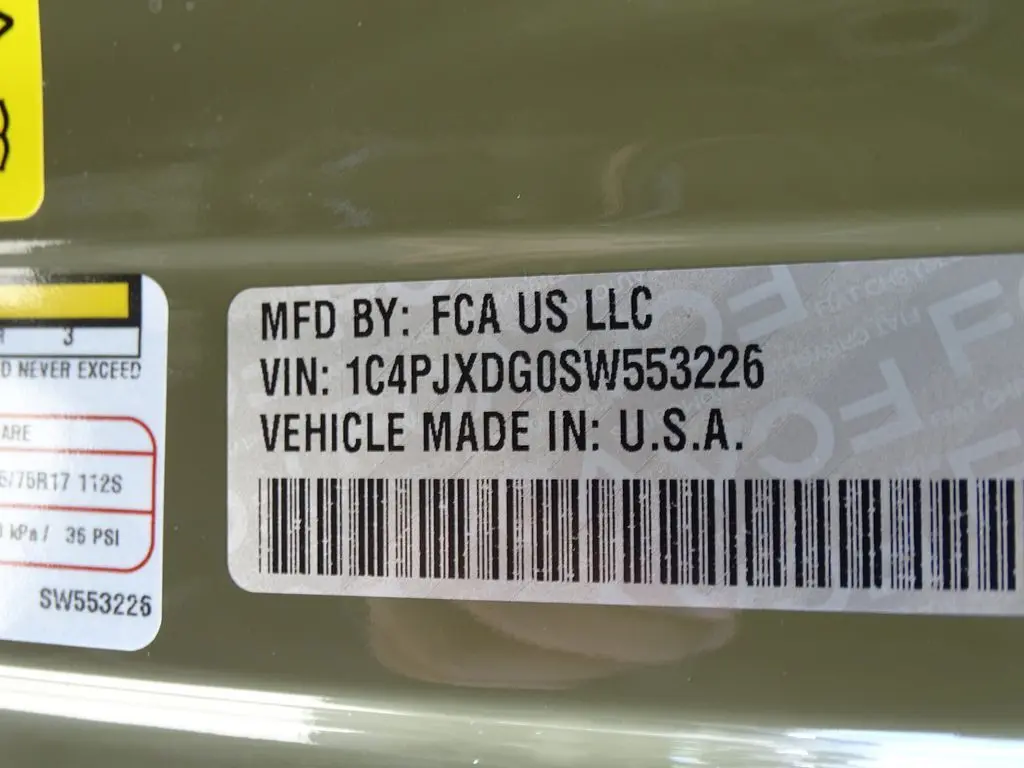 3
D NEVER EXCEED
ARE
5/75R17 112S
kPa / 35 PSI
SW553226
MFD BY: FCA US LLC
VIN: 1C4PJXDG0SW553226
VEHICLE MADE IN: U.S.A.